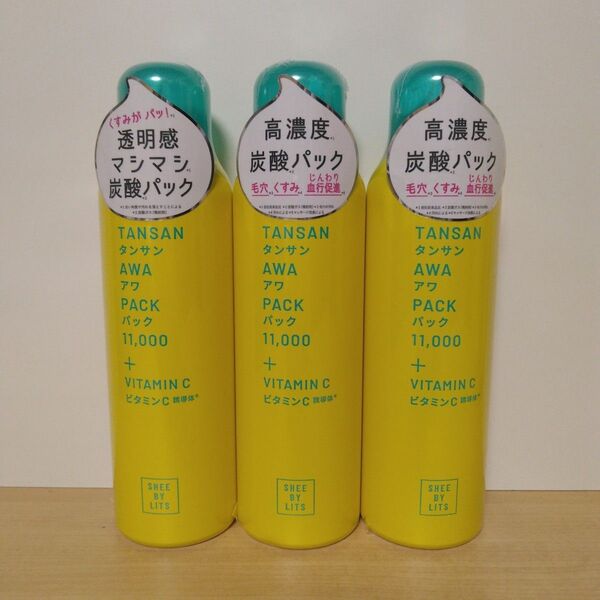 くすみが パッ!
透明感
マシマシ
炭酸パック
TANSAN
タンサン
AWA
アワ
PACK
パック
11,000
+
VITAMIN C
ビタミンC 誘導体*
SHEE
BY
LITS
高濃度
炭酸パック
毛穴 くすみ じんわり
血行促進
TANSAN
タンサン
AWA
アワ
PACK
パック
11,000
+
VITAMIN C
ビタミンC 誘導体*
SHEE
BY
LITS
高濃度
炭酸パック
毛穴 くすみ じんわり
血行促進
TANSAN
タンサン
AWA
アワ
PACK
パック
11,000
+
VITAMIN C
ビタミンC 誘導体*
SHEE
BY
LITS